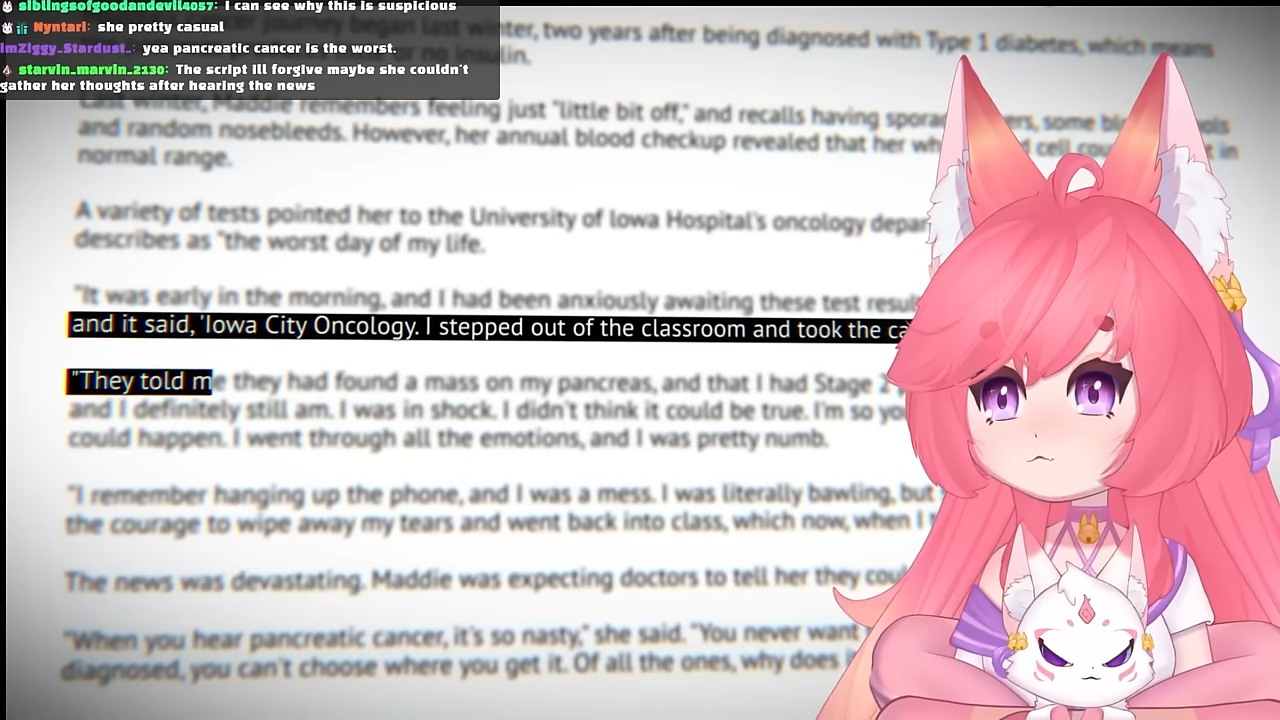 siblingsofgoodandevil4057: I can see why this is suspicious
Nyntari: she pretty casual
ImZiggy_Stardust_: yea pancreatic cancer is the worst.
starvin_marvin_2130: The script ill forgive maybe she couldn't
gather her thoughts after hearing the news
journey began last winter, two years after being diagnosed with Type 1 diabetes, which means
or no insulin.
Last winter, Maddie remembers feeling just "little bit off," and recalls having some
and random nosebleeds. However, her annual blood checkup revealed that her cell in
normal range.
A variety of tests pointed her to the University of Iowa Hospital's oncology
describes as "the worst day of my life.
"It was early in the morning, and I had been anxiously awaiting these test
and it said, 'Iowa City Oncology. I stepped out of the classroom and took the
"They told me they had found a mass on my pancreas, and that I had Stage 2
and I definitely still am. I was in shock. I didn't think it could be true. I'm so
could happen. I went through all the emotions, and I was pretty numb.
"I remember hanging up the phone, and I was a mess. I was literally bawling, but
the courage to wipe away my tears and went back into class, which now, when I
The news was devastating. Maddie was expecting doctors to tell her they
"When you hear pancreatic cancer, it's so nasty," she said. "You never want
diagnosed, you can't choose where you get it. Of all the ones, why does